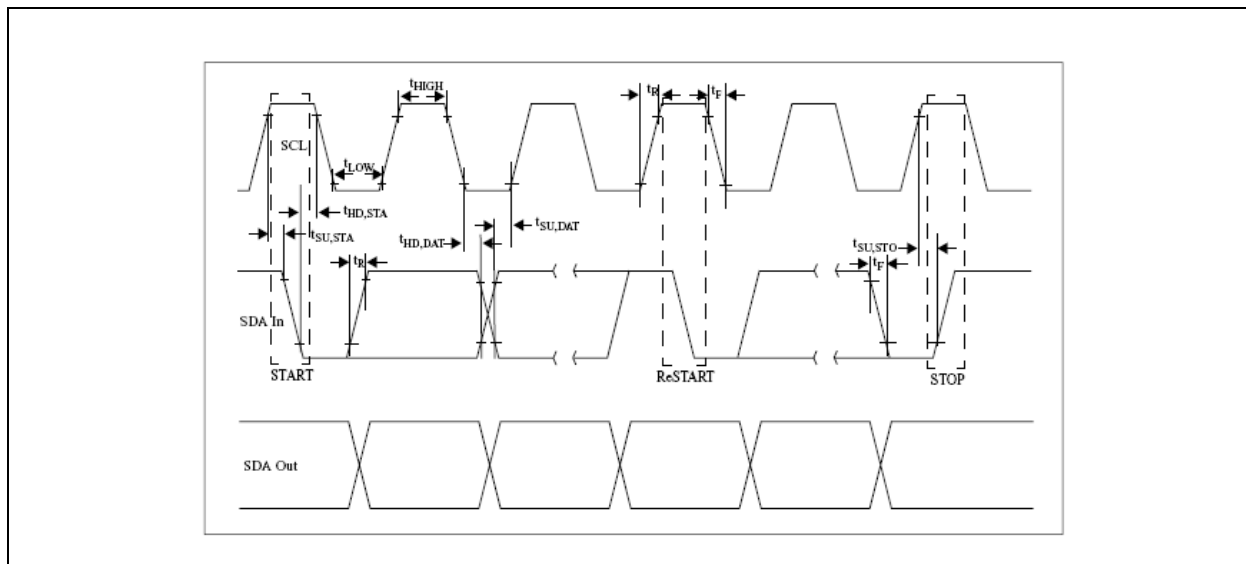 tHIGH
tR
tF
SCL
tLOW
tHD,STA
tSU,STA
tHD,DAT
tSU,DAT
tSU,STO
tR
tF
SDA In
START
ReSTART
STOP
SDA Out